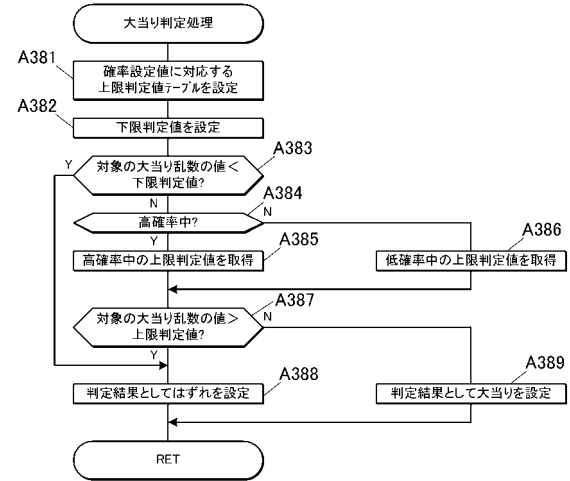 大当り判定処理
A381
確率設定値に対応する
上限判定値テーブルを設定
A382
下限判定値を設定
A383
対象の大当り乱数の値<
下限判定値?
Y
N
A384
高確率中?
N
Y
A385
高確率中の上限判定値を取得
A386
低確率中の上限判定値を取得
A387
対象の大当り乱数の値>
上限判定値?
N
Y
A388
判定結果としてはずれを設定
A389
判定結果として大当りを設定
RET